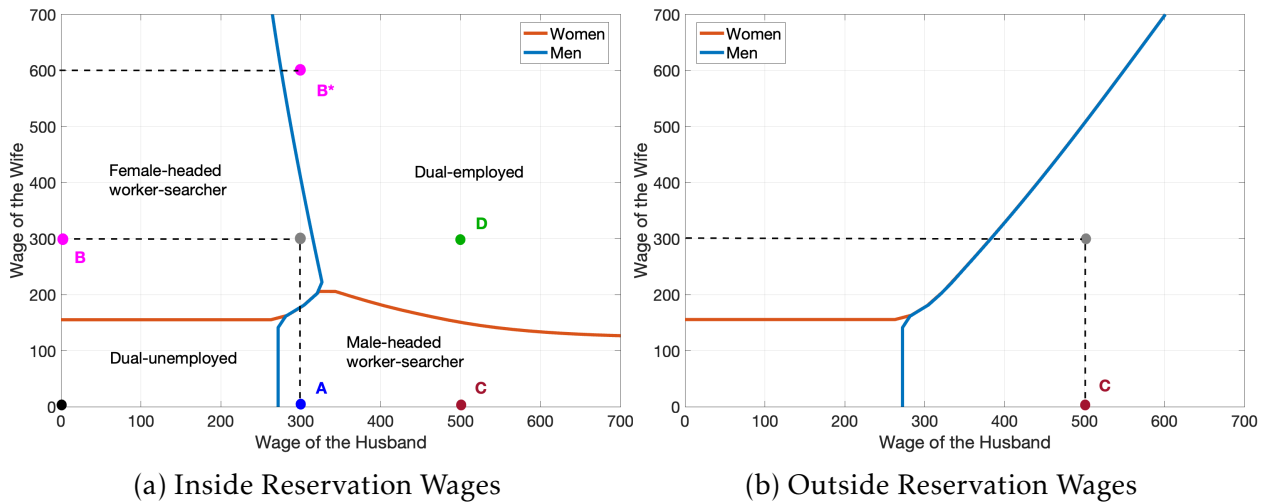 700
600
500
400
300
200
100
0
Wage of the Wife
Women
Men
B*
Female-headed
worker-searcher
Dual-employed
D
B
Dual-unemployed
Male-headed
worker-searcher
A
C
0
100
200
300
400
500
600
700
Wage of the Husband
(a) Inside Reservation Wages
700
600
500
400
300
200
100
0
Wage of the Wife
Women
Men
C
0
100
200
300
400
500
600
700
Wage of the Husband
(b) Outside Reservation Wages